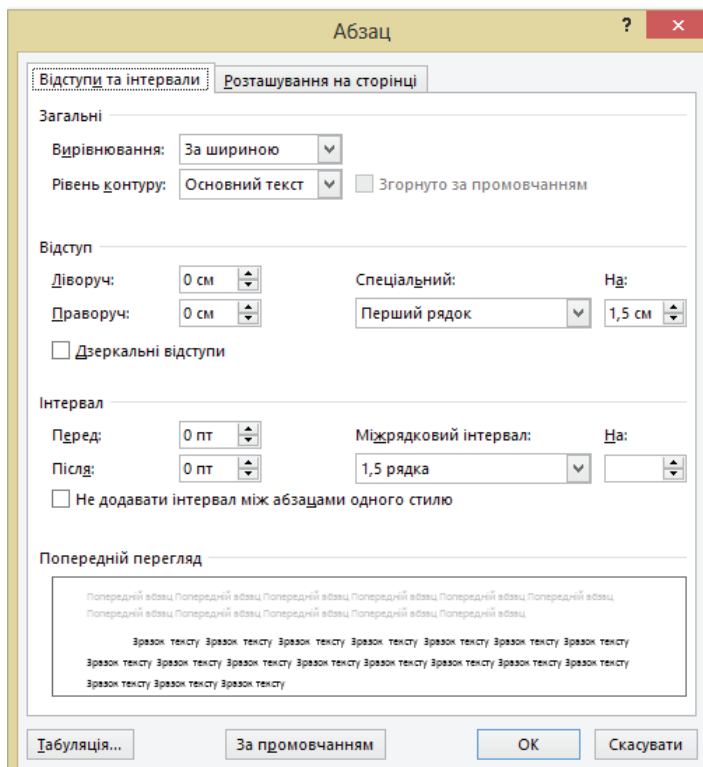 Абзац ?
Відступи та інтервали Розташування на сторінці
Загальні
Вирівнювання: За шириною
Рівень контуру: Основний текст Згорнуто за промовчанням
Відступ
Ліворуч: 0 см Спеціальний: На:
Праворуч: 0 см Перший рядок 1,5 см
Дзеркальні відступи
Інтервал
Перед: 0 пт Міжрядковий інтервал: На:
Після: 0 пт 1,5 рядка
Не додавати інтервал між абзацами одного стилю
Попередній перегляд
Попередній абзац Попередній абзац Попередній абзац Попередній абзац Попередній абзац Попередній абзац
Попередній абзац Попередній абзац Попередній абзац Попередній абзац Попередній абзац
Зразок тексту Зразок тексту Зразок тексту Зразок тексту Зразок тексту Зразок тексту Зразок тексту
Зразок тексту Зразок тексту Зразок тексту Зразок тексту Зразок тексту Зразок тексту Зразок тексту Зразок тексту
Зразок тексту Зразок тексту Зразок тексту
Табуляція... За промовчанням ОК Скасувати